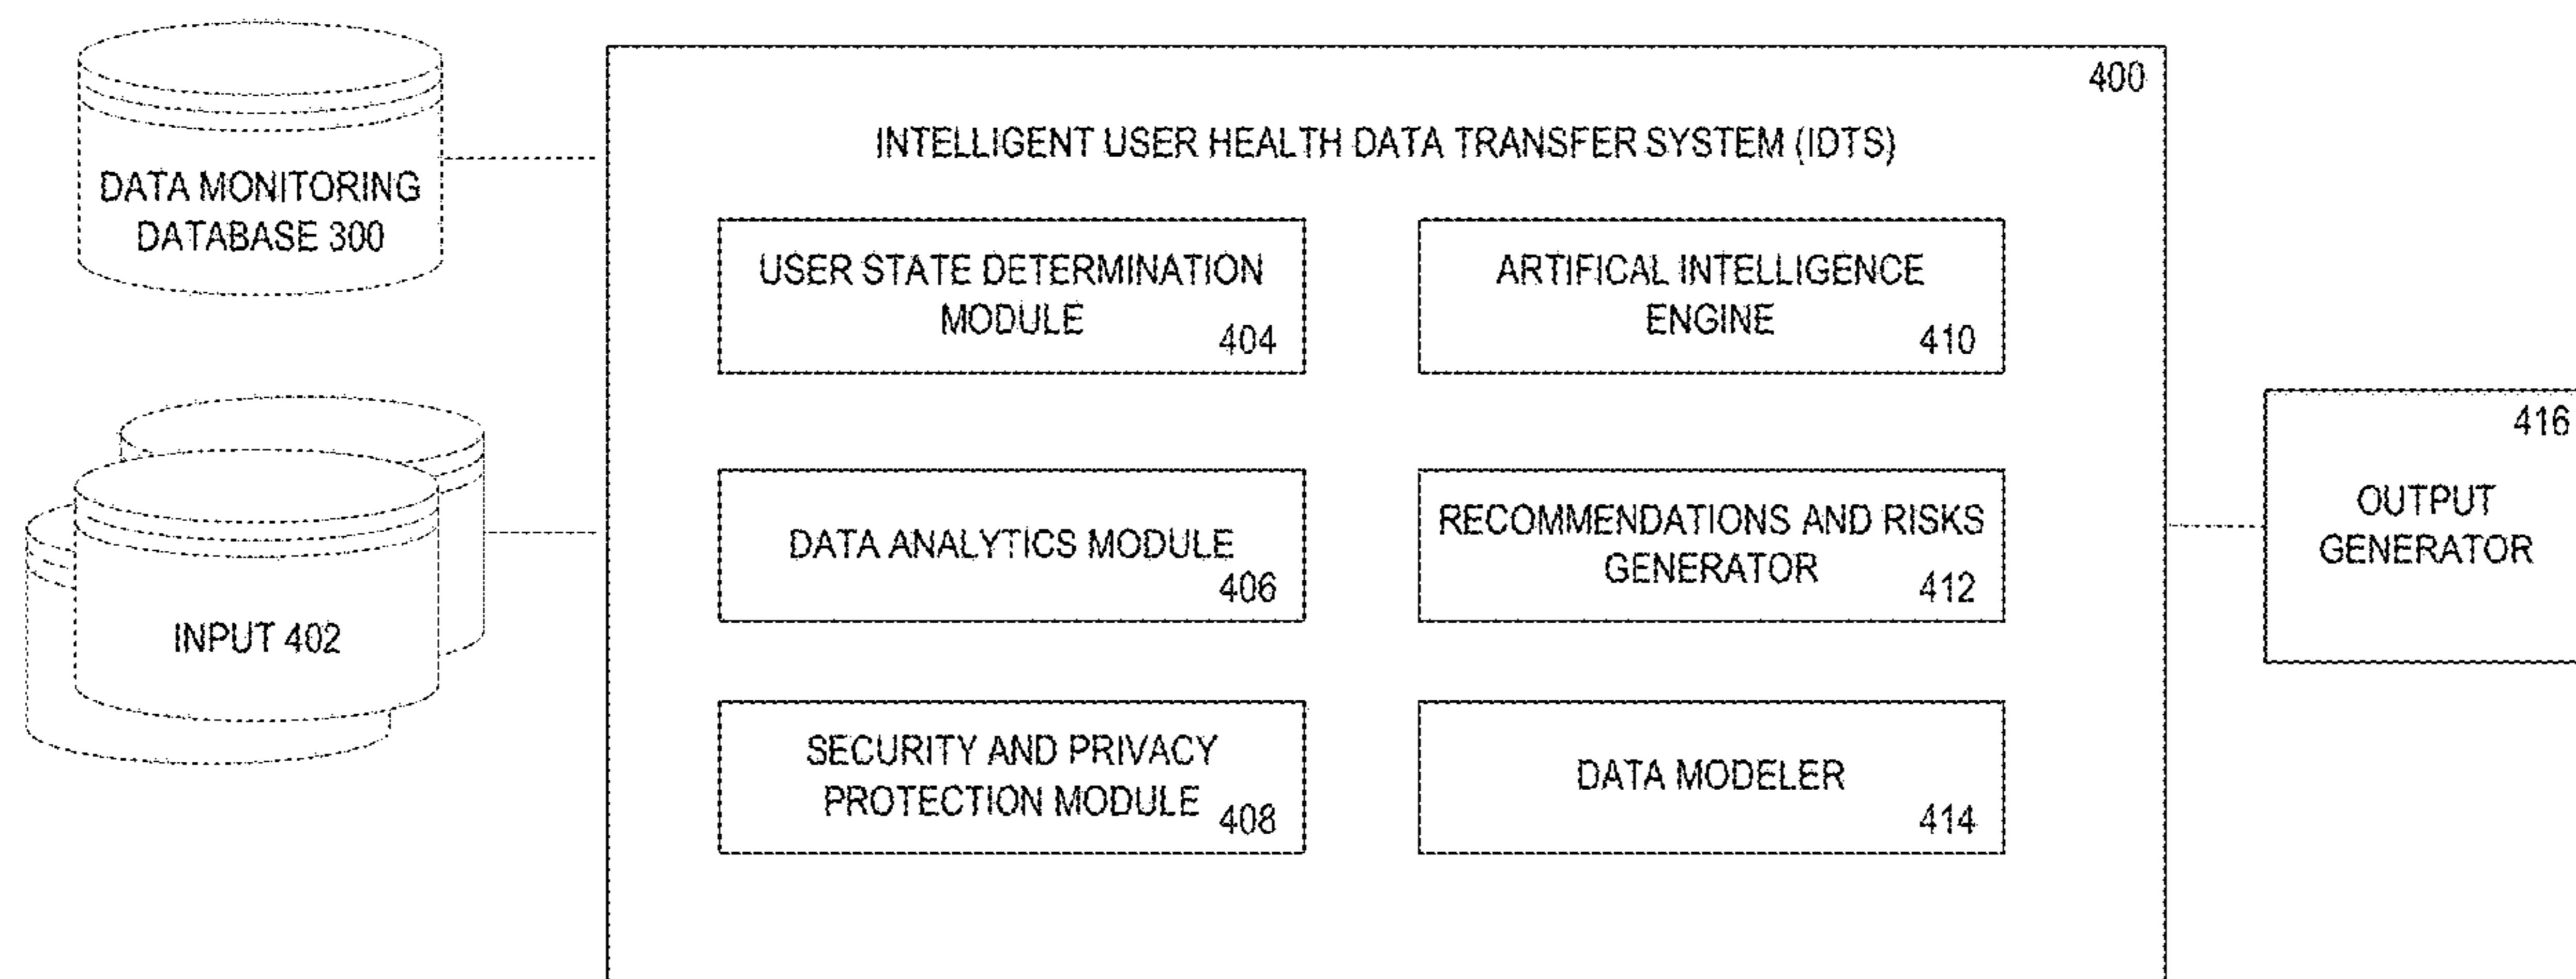 DATA MONITORING
DATABASE 300
INPUT 402
400
INTELLIGENT USER HEALTH DATA TRANSFER SYSTEM (IDTS)
USER STATE DETERMINATION
MODULE
404
ARTIFICAL INTELLIGENCE
ENGINE
410
DATA ANALYTICS MODULE
406
RECOMMENDATIONS AND RISKS
GENERATOR
412
SECURITY AND PRIVACY
PROTECTION MODULE
408
DATA MODELER
414
416
OUTPUT
GENERATOR